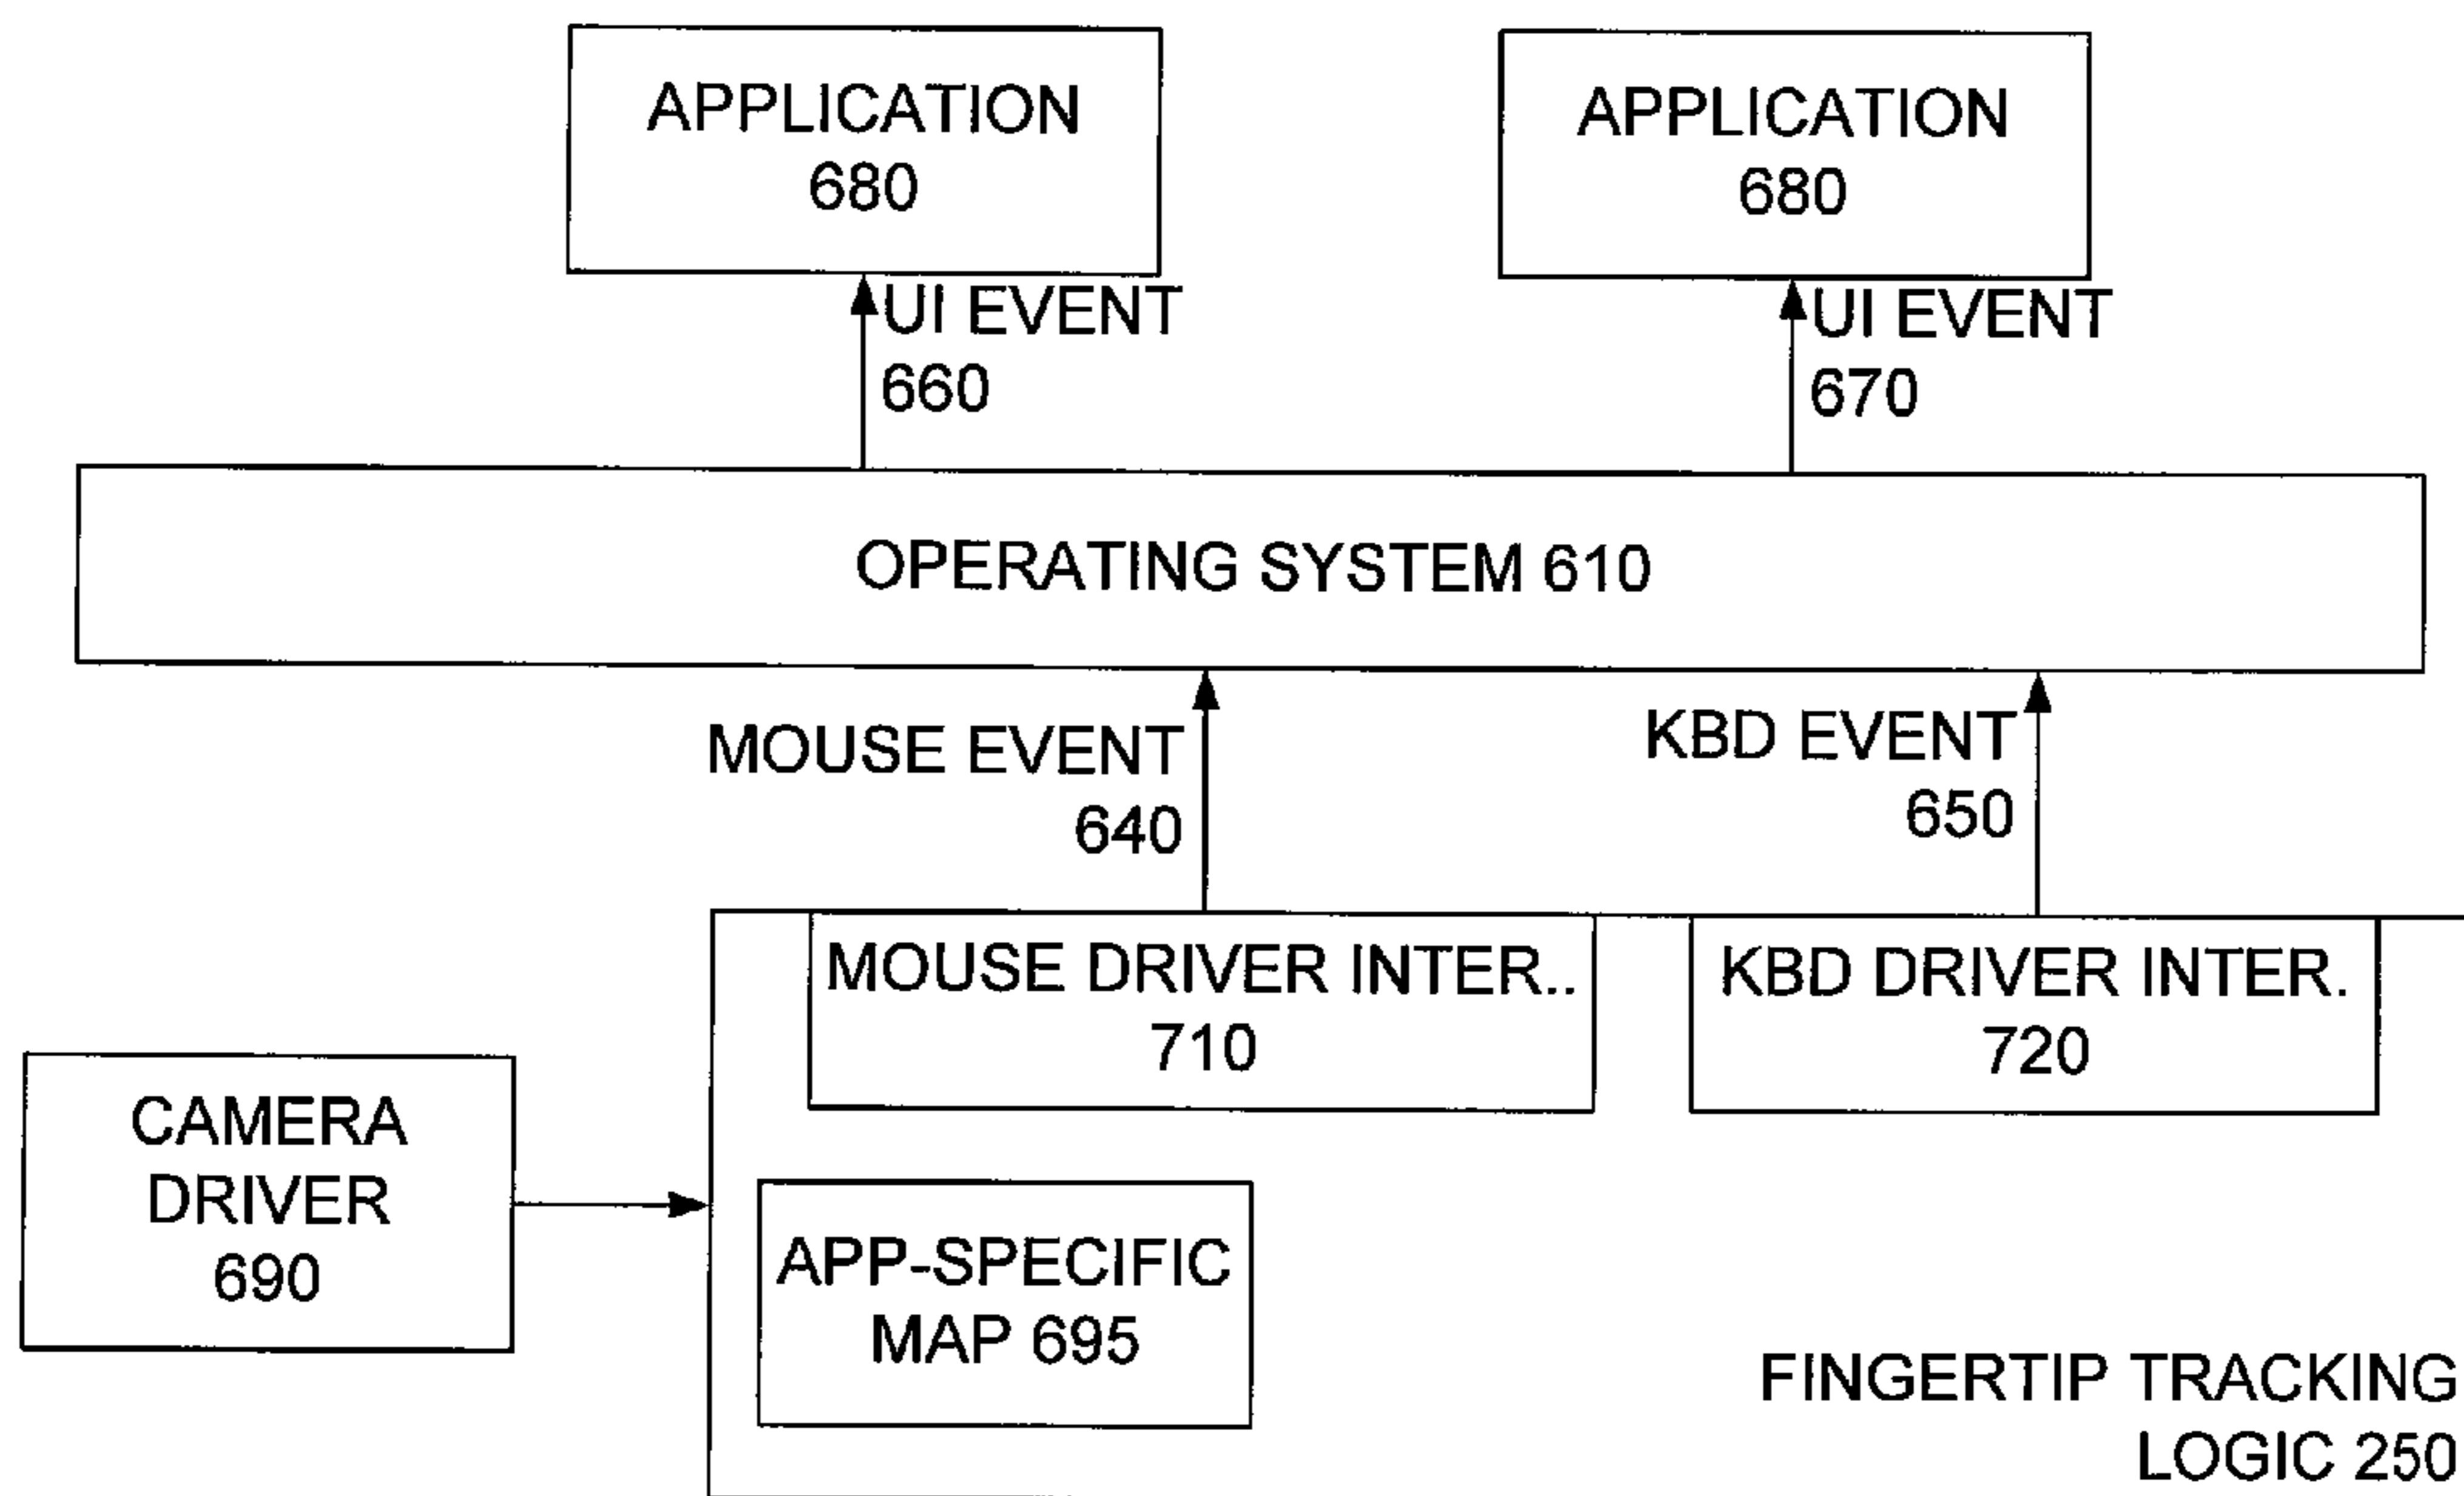 APPLICATION
680
APPLICATION
680
UI EVENT
660
UI EVENT
670
OPERATING SYSTEM 610
MOUSE EVENT
640
KBD EVENT
650
MOUSE DRIVER INTER..
710
KBD DRIVER INTER.
720
CAMERA
DRIVER
690
APP-SPECIFIC
MAP 695
FINGERTIP TRACKING
LOGIC 250